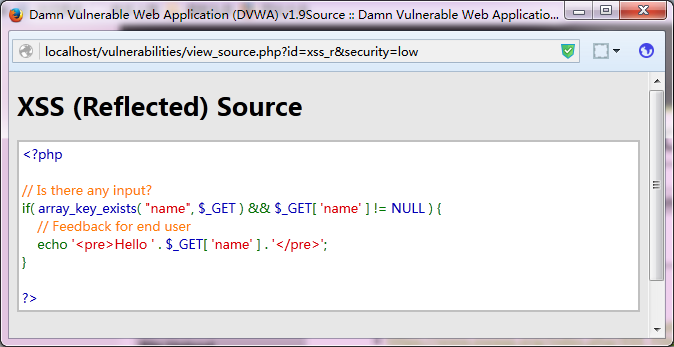 Damn Vulnerable Web Application (DVWA) v1.9Source :: Damn Vulnerable Web Applicatio...
localhost/vulnerabilities/view_source.php?id=xss_r&security=low
XSS (Reflected) Source
<?php
// Is there any input?
if( array_key_exists( "name", $_GET ) && $_GET[ 'name' ] != NULL ) {
    // Feedback for end user
    echo '<pre>Hello ' . $_GET[ 'name' ] . '</pre>';
}
?>